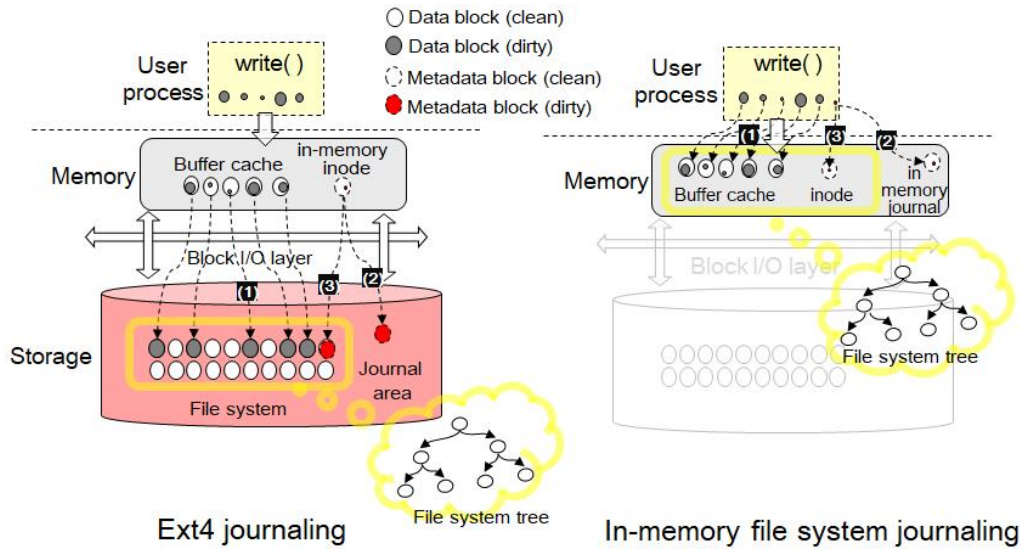 Data block (clean)
Data block (dirty)
Metadata block (clean)
Metadata block (dirty)
User
process
write( )
Memory
Buffer cache
in-memory
inode
Block I/O layer
(1)
(3)
(2)
Storage
File system
Journal
area
File system tree
Ext4 journaling
write( )
User
process
(1)
(3)
(2)
Memory
Buffer cache
inode
in
memory
journal
Block I/O layer
File system tree
In-memory file system journaling